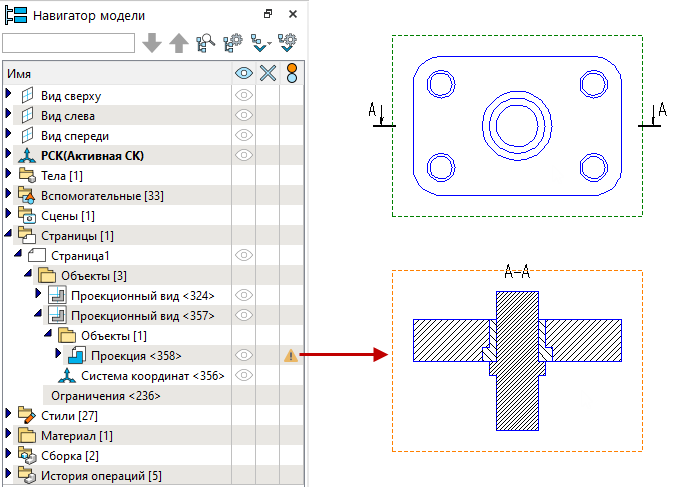 Навигатор модели
Имя
Вид сверху
Вид слева
Вид спереди
РСК(Активная СК)
Тела [1]
Вспомогательные [33]
Сцены [1]
Страницы [1]
Страница1
Объекты [3]
Проекционный вид <324>
Проекционный вид <357>
Объекты [1]
Проекция <358>
Система координат <356>
Ограничения <236>
Стили [27]
Материал [1]
Сборка [2]
История операций [5]
А А
А-А